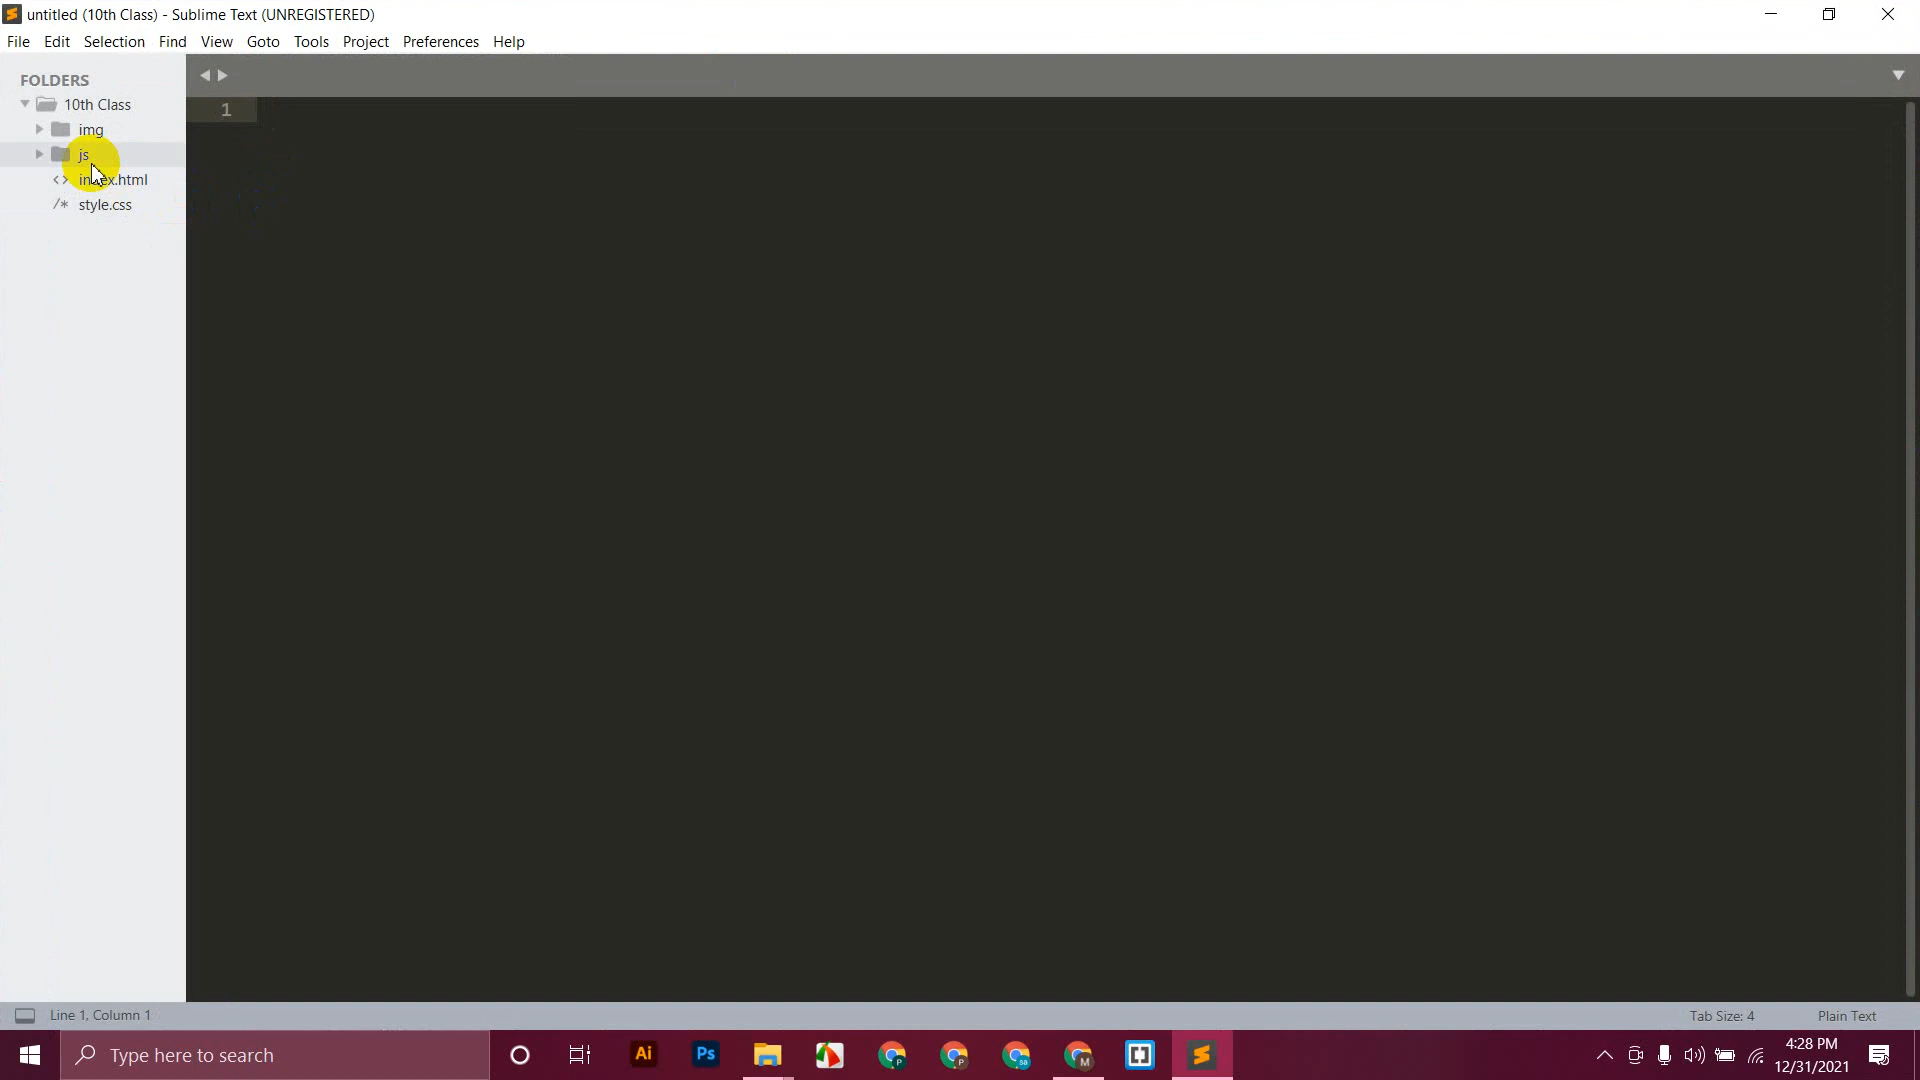 untitled (10th Class) - Sublime Text (UNREGISTERED)
File Edit Selection Find View Goto Tools Project Preferences Help
FOLDERS
10th Class
1
img
js
index.html
style.css
Line 1, Column 1
Tab Size: 4
Plain Text
Type here to search
Ai
Ps
4:28 PM
12/31/2021